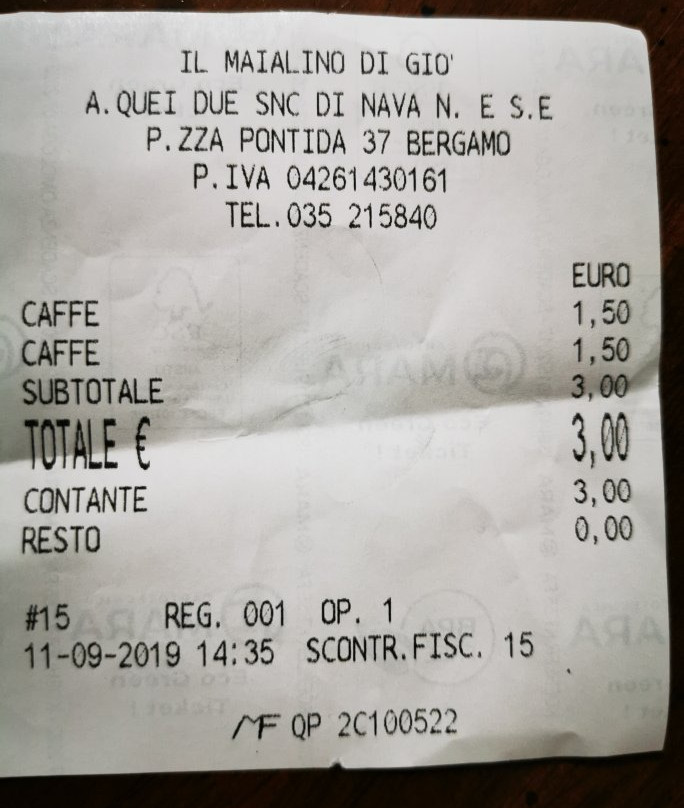 IL MAIALINO DI GIO'
A.QUEI DUE SNC DI NAVA N. E S.E
P.ZZA PONTIDA 37 BERGAMO
P.IVA 04261430161
TEL.035 215840
EURO
CAFFE 1,50
CAFFE 1,50
SUBTOTALE 3,00
TOTALE € 3,00
CONTANTE 3,00
RESTO 0,00
#15 REG. 001 OP. 1
11-09-2019 14:35 SCONTR.FISC. 15
MF QP 2C100522